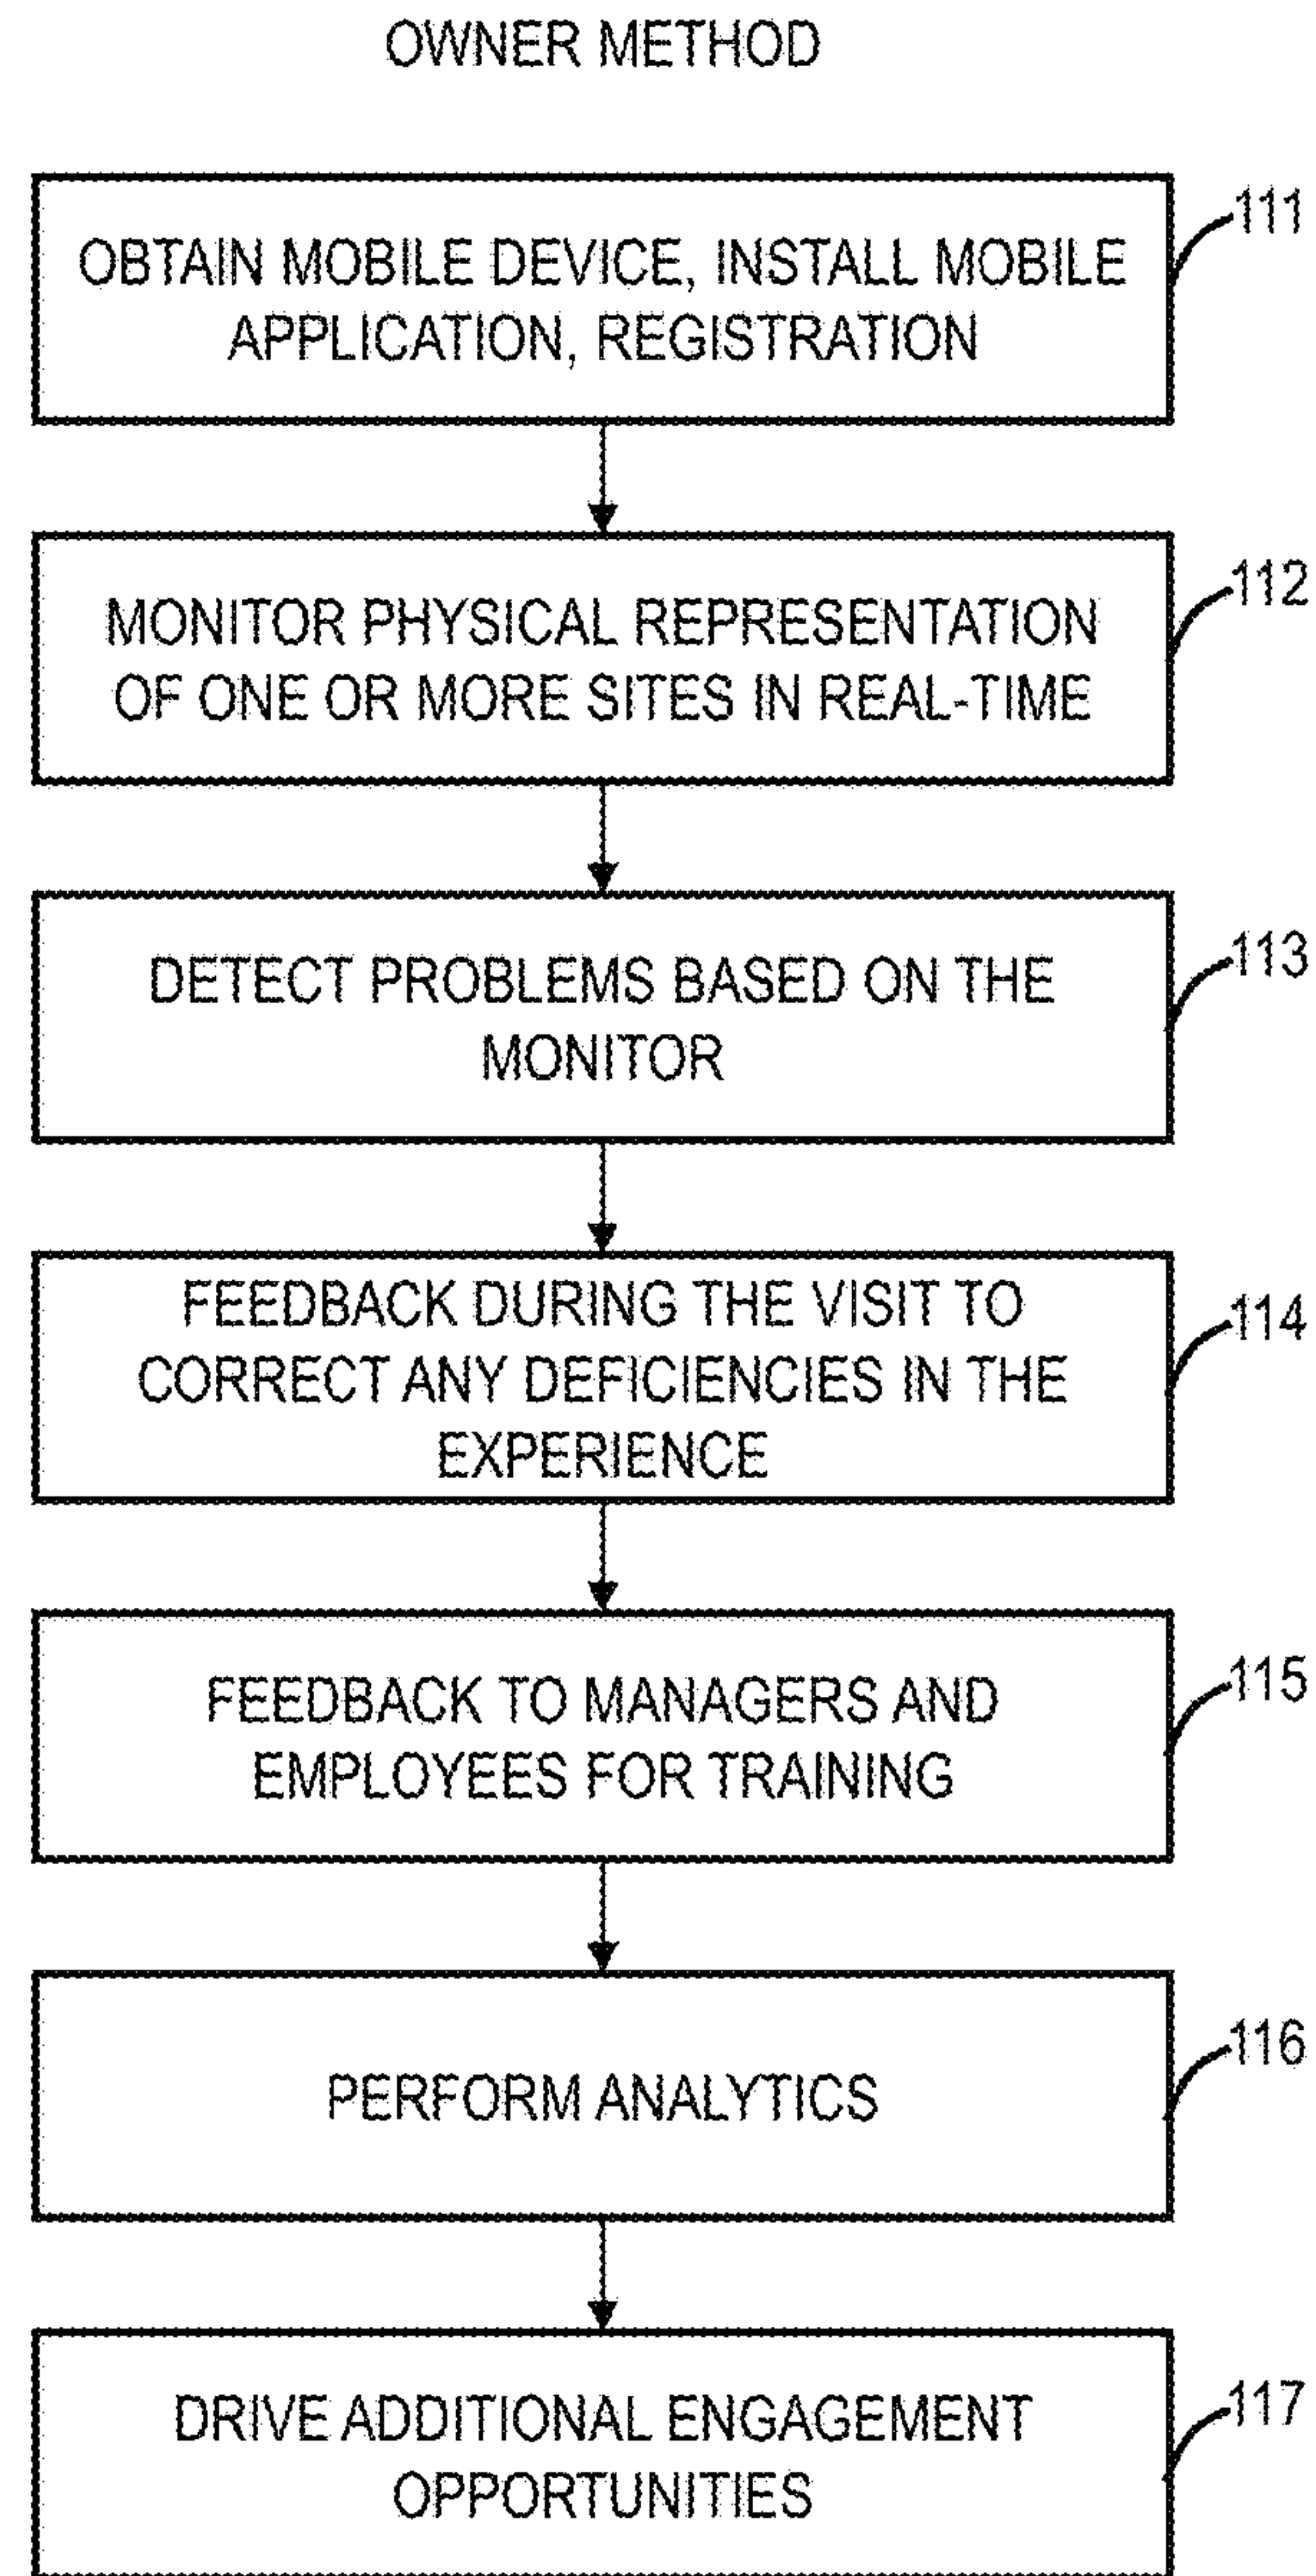 OWNER METHOD
OBTAIN MOBILE DEVICE, INSTALL MOBILE
APPLICATION, REGISTRATION
111
MONITOR PHYSICAL REPRESENTATION
OF ONE OR MORE SITES IN REAL-TIME
112
DETECT PROBLEMS BASED ON THE
MONITOR
113
FEEDBACK DURING THE VISIT TO
CORRECT ANY DEFICIENCIES IN THE
EXPERIENCE
114
FEEDBACK TO MANAGERS AND
EMPLOYEES FOR TRAINING
115
PERFORM ANALYTICS
116
DRIVE ADDITIONAL ENGAGEMENT
OPPORTUNITIES
117